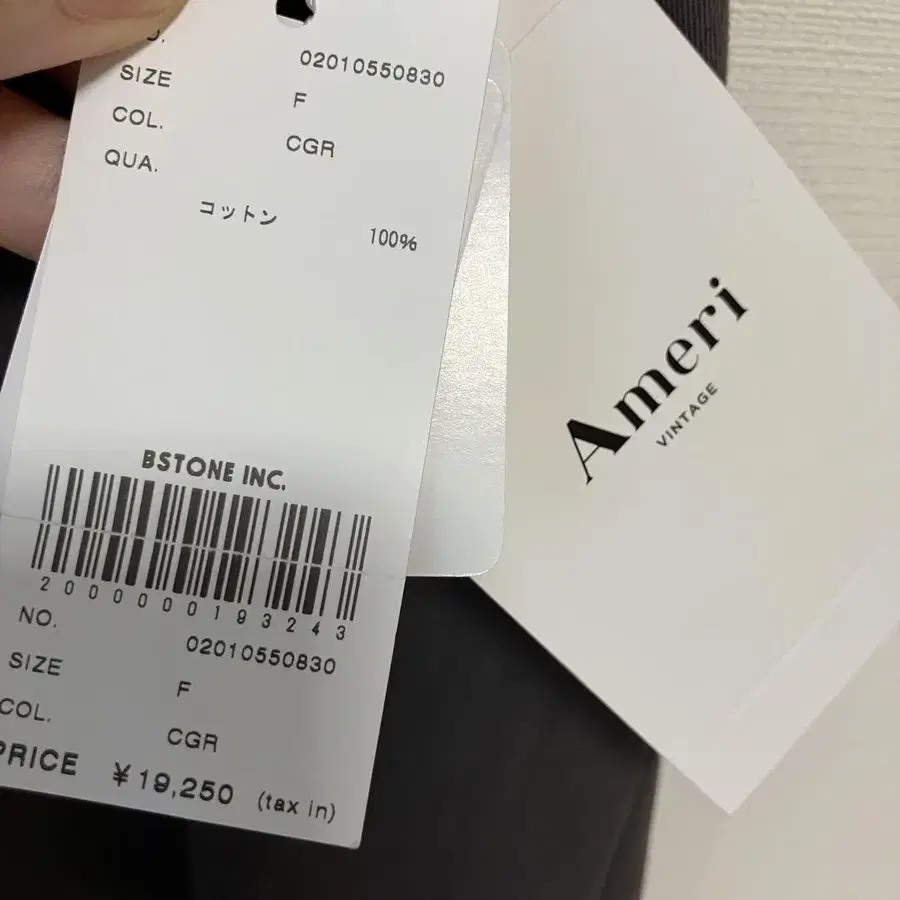 02010550830
SIZE F
COL. CGR
QUA.
コットン 100%
BSTONE INC.
2000000193243
NO. 02010550830
SIZE F
COL. CGR
PRICE ¥19,250 (tax in)
Ameri
VINTAGE